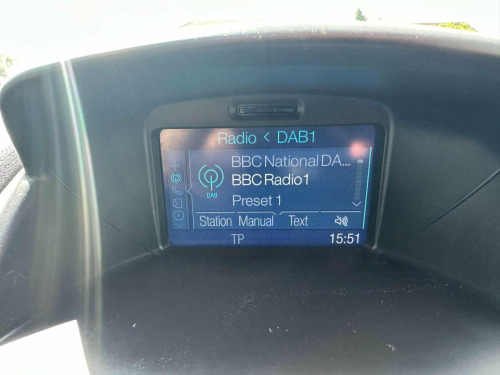 Radio < DAB1
BBC National DA...
BBC Radio1
DAB
Preset 1
Station Manual Text
TP 15:51